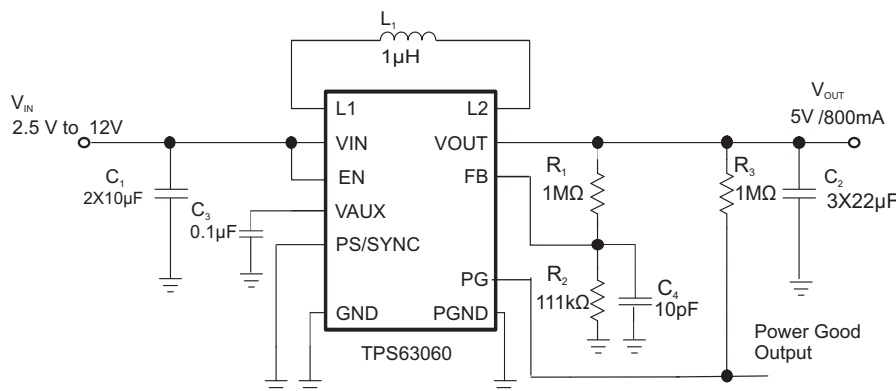 L₁
1µH
V_IN
2.5 V to 12V
V_OUT
5V /800mA
L1
L2
VIN
VOUT
EN
FB
VAUX
PS/SYNC
PG
GND
PGND
TPS63060
C₁
2X10µF
C₃
0.1µF
R₁
1MΩ
R₃
1MΩ
C₂
3X22µF
R₂
111kΩ
C₄
10pF
Power Good
Output